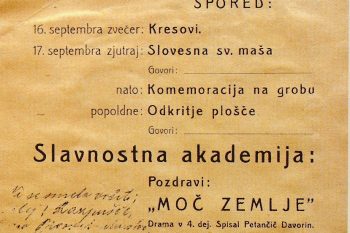 SPORED:
16. septembra zvečer: Kresovi.
17. septembra zjutraj: Slovesna sv. maša
Govori:
nato: Komemoracija na grobu
popoldne: Odkritje plošče
Govori:
Slavnostna akademija:
Pozdravi:
„MOČ ZEMLJE"
Drama v 4. dej. Spisal Petančič Davorin.